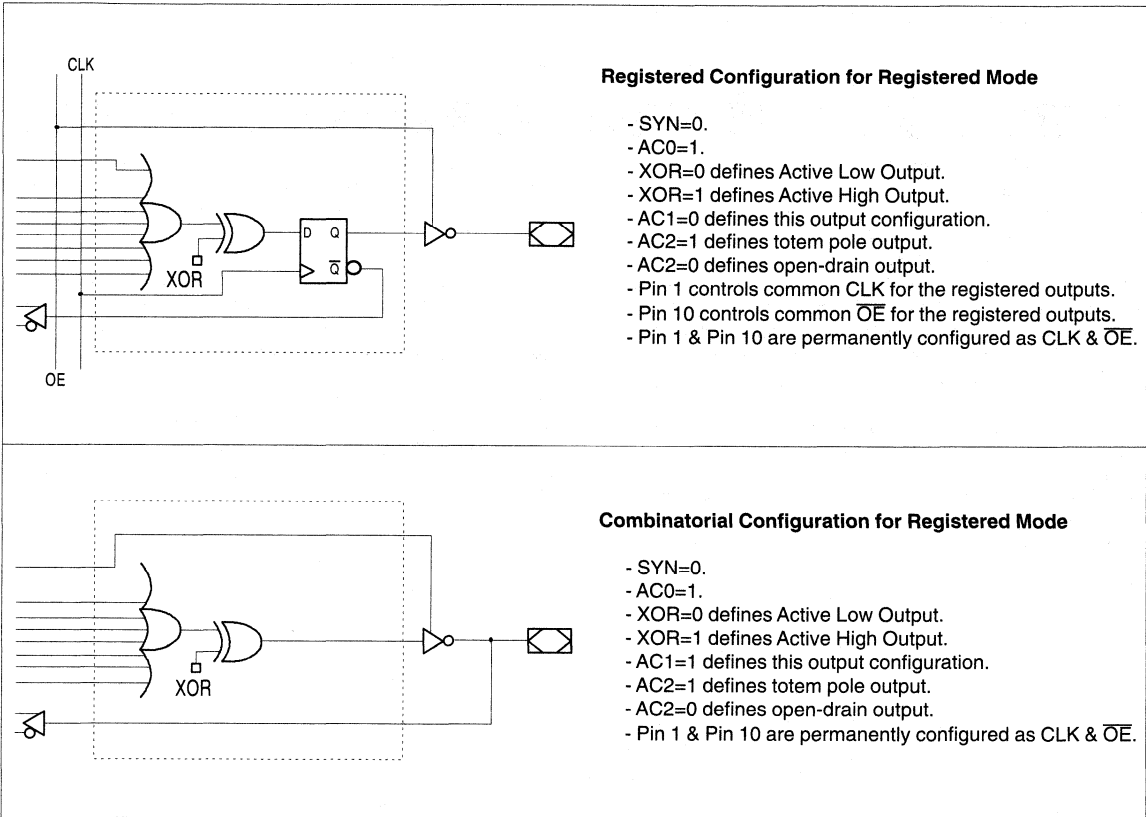 CLK
Registered Configuration for Registered Mode
- SYN=0.
- AC0=1.
- XOR=0 defines Active Low Output.
- XOR=1 defines Active High Output.
- AC1=0 defines this output configuration.
- AC2=1 defines totem pole output.
- AC2=0 defines open-drain output.
- Pin 1 controls common CLK for the registered outputs.
- Pin 10 controls common O̅E̅ for the registered outputs.
- Pin 1 & Pin 10 are permanently configured as CLK & O̅E̅.
D Q
Q̅
XOR
OE
Combinatorial Configuration for Registered Mode
- SYN=0.
- AC0=1.
- XOR=0 defines Active Low Output.
- XOR=1 defines Active High Output.
- AC1=1 defines this output configuration.
- AC2=1 defines totem pole output.
- AC2=0 defines open-drain output.
- Pin 1 & Pin 10 are permanently configured as CLK & O̅E̅.
XOR